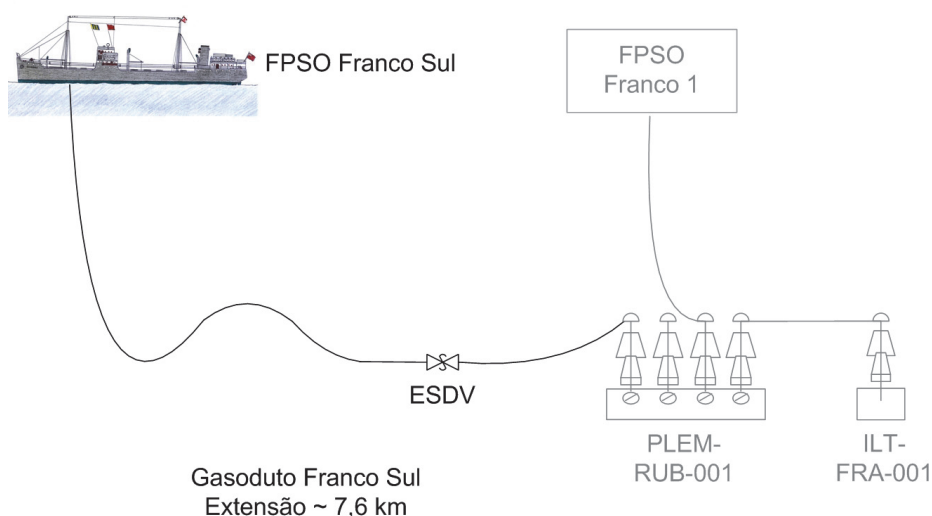 FPSO Franco Sul
FPSO
Franco 1
ESDV
PLEM-
RUB-001
ILT-
FRA-001
Gasoduto Franco Sul
Extensão ~ 7,6 km